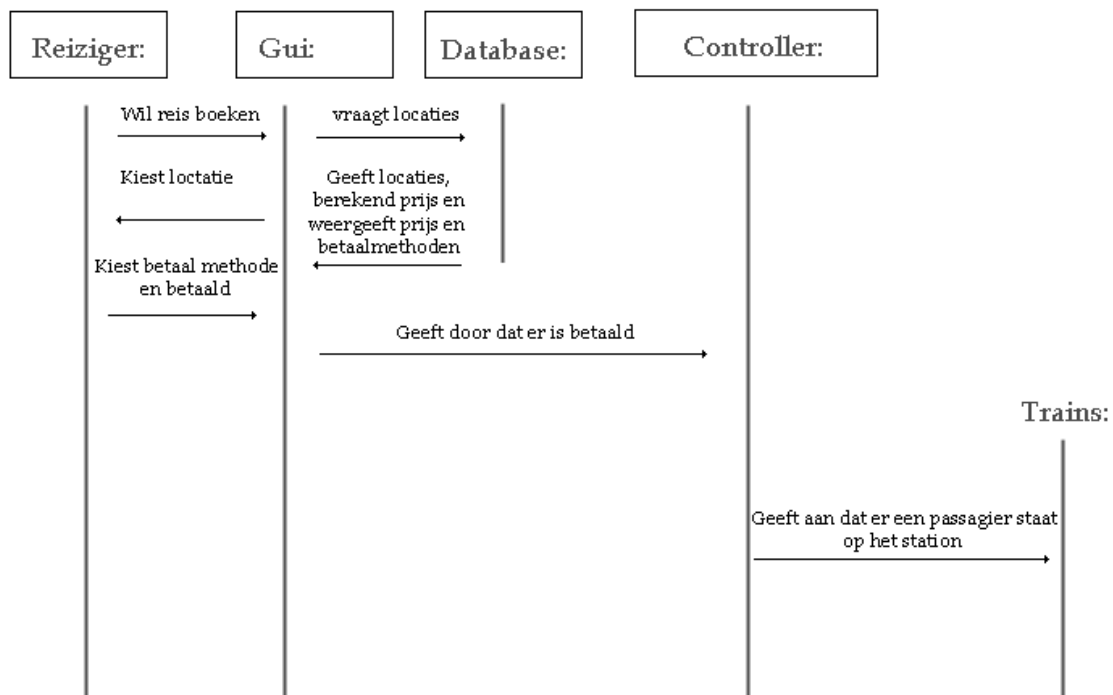 Reiziger:
Gui:
Database:
Controller:
Wil reis boeken
vraagt locaties
Kiest loctatie
Geeft locaties,
berekend prijs en
weergeeft prijs en
betaalmethoden
Kiest betaal methode
en betaald
Geeft door dat er is betaald
Trains:
Geeft aan dat er een passagier staat
op het station